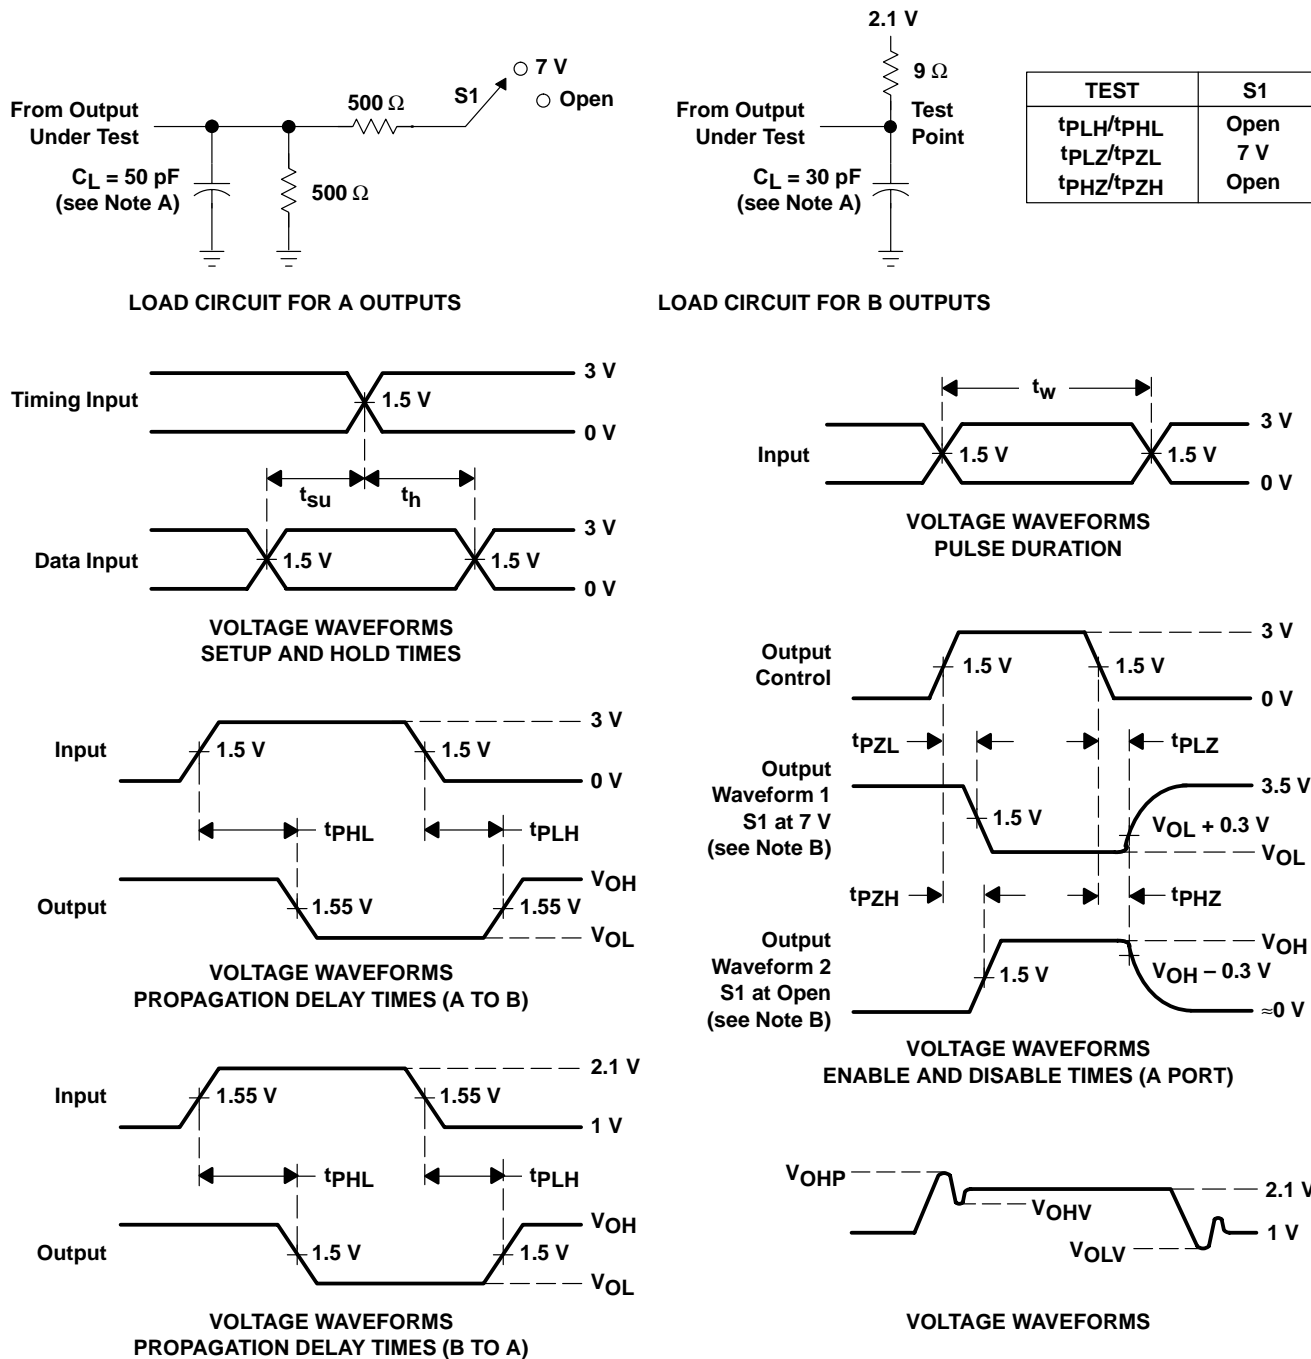 7 V
Open
S1
500 Ω
From Output
Under Test
CL = 50 pF
(see Note A)
500 Ω
LOAD CIRCUIT FOR A OUTPUTS
2.1 V
9 Ω
From Output
Under Test
Test
Point
CL = 30 pF
(see Note A)
LOAD CIRCUIT FOR B OUTPUTS
TEST S1
tPLH/tPHL Open
tPLZ/tPZL 7 V
tPHZ/tPZH Open
Timing Input
3 V
1.5 V
0 V
tsu
th
Data Input
3 V
1.5 V
1.5 V
0 V
VOLTAGE WAVEFORMS
SETUP AND HOLD TIMES
tw
Input
3 V
1.5 V
1.5 V
0 V
VOLTAGE WAVEFORMS
PULSE DURATION
Input
3 V
1.5 V
1.5 V
0 V
tPHL
tPLH
Output
VOH
1.55 V
1.55 V
VOL
VOLTAGE WAVEFORMS
PROPAGATION DELAY TIMES (A TO B)
Output
Control
3 V
1.5 V
1.5 V
0 V
tPZL
tPLZ
Output
Waveform 1
S1 at 7 V
(see Note B)
3.5 V
1.5 V
VOL + 0.3 V
VOL
tPZH
tPHZ
Output
Waveform 2
S1 at Open
(see Note B)
VOH
1.5 V
VOH – 0.3 V
≈0 V
VOLTAGE WAVEFORMS
ENABLE AND DISABLE TIMES (A PORT)
Input
2.1 V
1.55 V
1.55 V
1 V
tPHL
tPLH
Output
VOH
1.5 V
1.5 V
VOL
VOLTAGE WAVEFORMS
PROPAGATION DELAY TIMES (B TO A)
VOHP
2.1 V
VOHV
1 V
VOLV
VOLTAGE WAVEFORMS